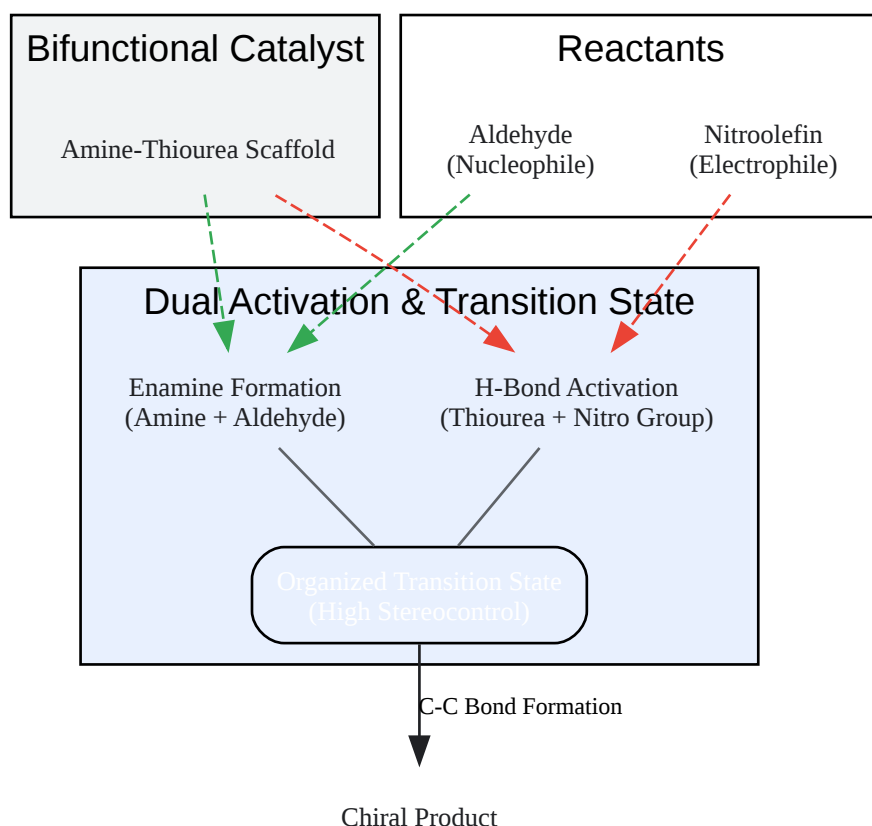 Bifunctional Catalyst
Amine-Thiourea Scaffold
Reactants
Aldehyde
(Nucleophile)
Nitroolefin
(Electrophile)
Dual Activation & Transition State
Enamine Formation
(Amine + Aldehyde)
H-Bond Activation
(Thiourea + Nitro Group)
Organized Transition State
(High Stereocontrol)
C-C Bond Formation
Chiral Product